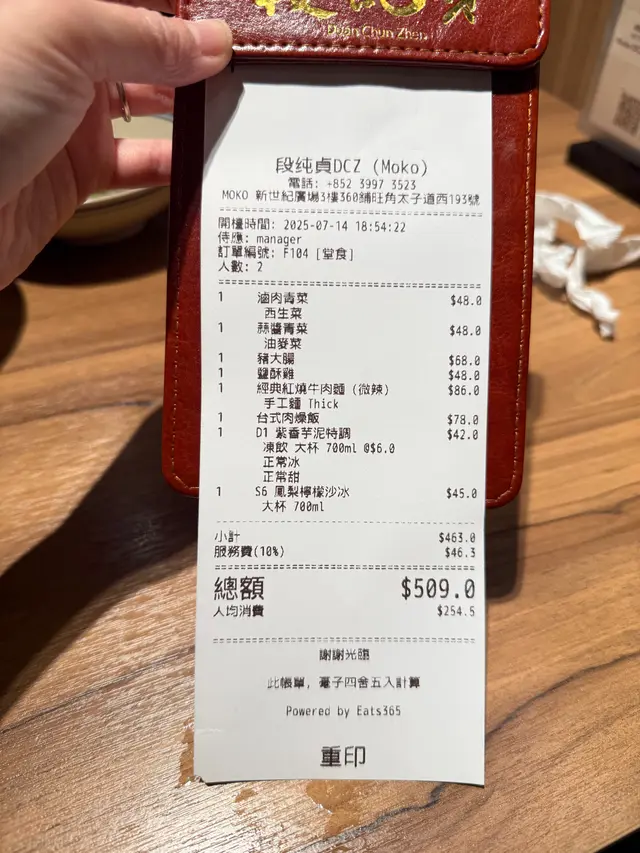 Duan Chun Zhen
段纯貞DCZ (Moko)
電話: +852 3997 3523
MOKO 新世紀廣場3樓360舖旺角太子道西193號
開檯時間: 2025-07-14 18:54:22
侍應: manager
訂單編號: F104 [堂食]
人數: 2
1 滷肉青菜 $48.0
西生菜
1 蒜醬青菜 $48.0
油麥菜
1 豬大腸 $68.0
1 鹽酥雞 $48.0
1 經典紅燒牛肉麵 (微辣) $86.0
手工麵 Thick
1 台式肉燥飯 $78.0
1 D1 紫香芋泥特調 $42.0
凍飲 大杯 700ml @$6.0
正常冰
正常甜
1 S6 鳳梨檸檬沙冰 $45.0
大杯 700ml
小計 $463.0
服務費(10%) $46.3
總額 $509.0
人均消費 $254.5
謝謝光臨
此帳單, 毫子四舍五入計算
Powered by Eats365
重印